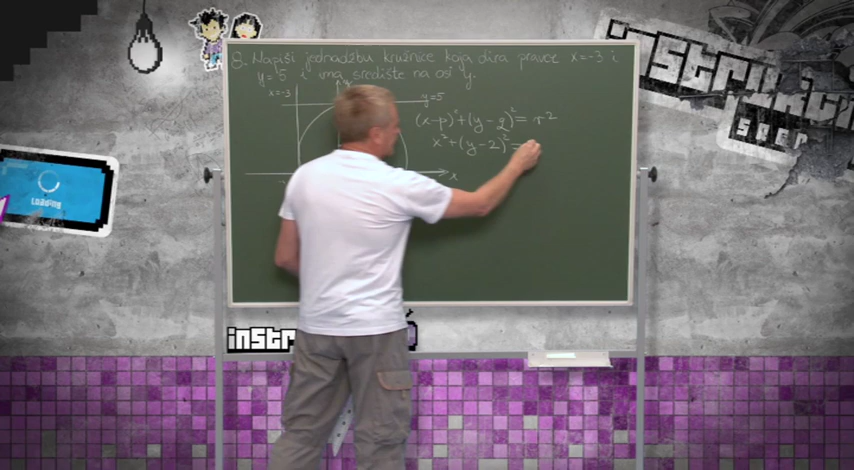 8. Napiši jednadžbu kružnice koja dira pravce x=-3 i
y=5 i ima središte na osi y.
x=-3
y
y=5
(x-p)²+(y-q)²=r²
x²+(y-2)²=
x
Loading
instr